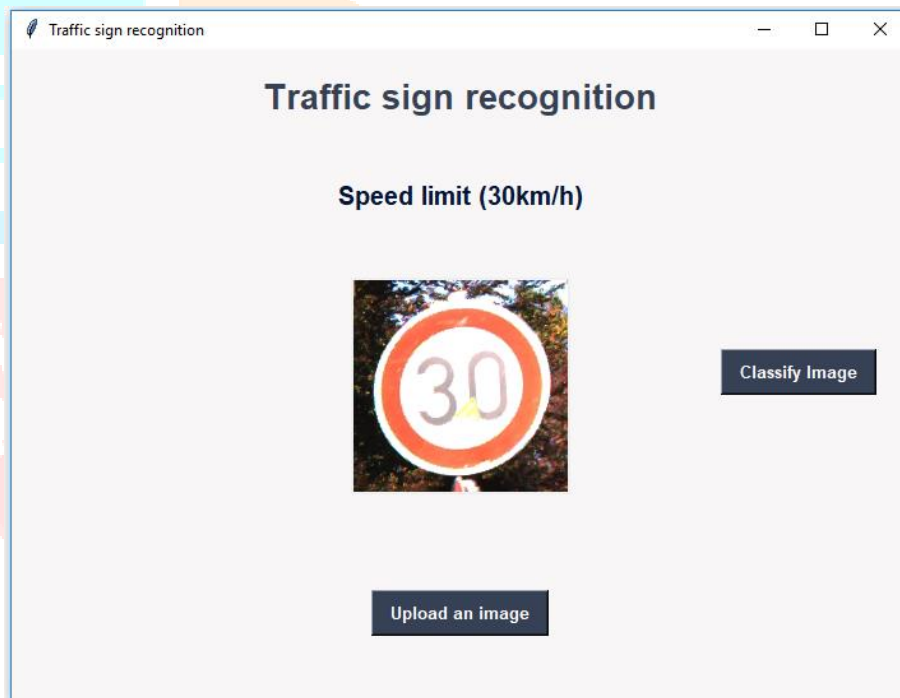 Traffic sign recognition
Traffic sign recognition
Speed limit (30km/h)
30
Classify Image
Upload an image